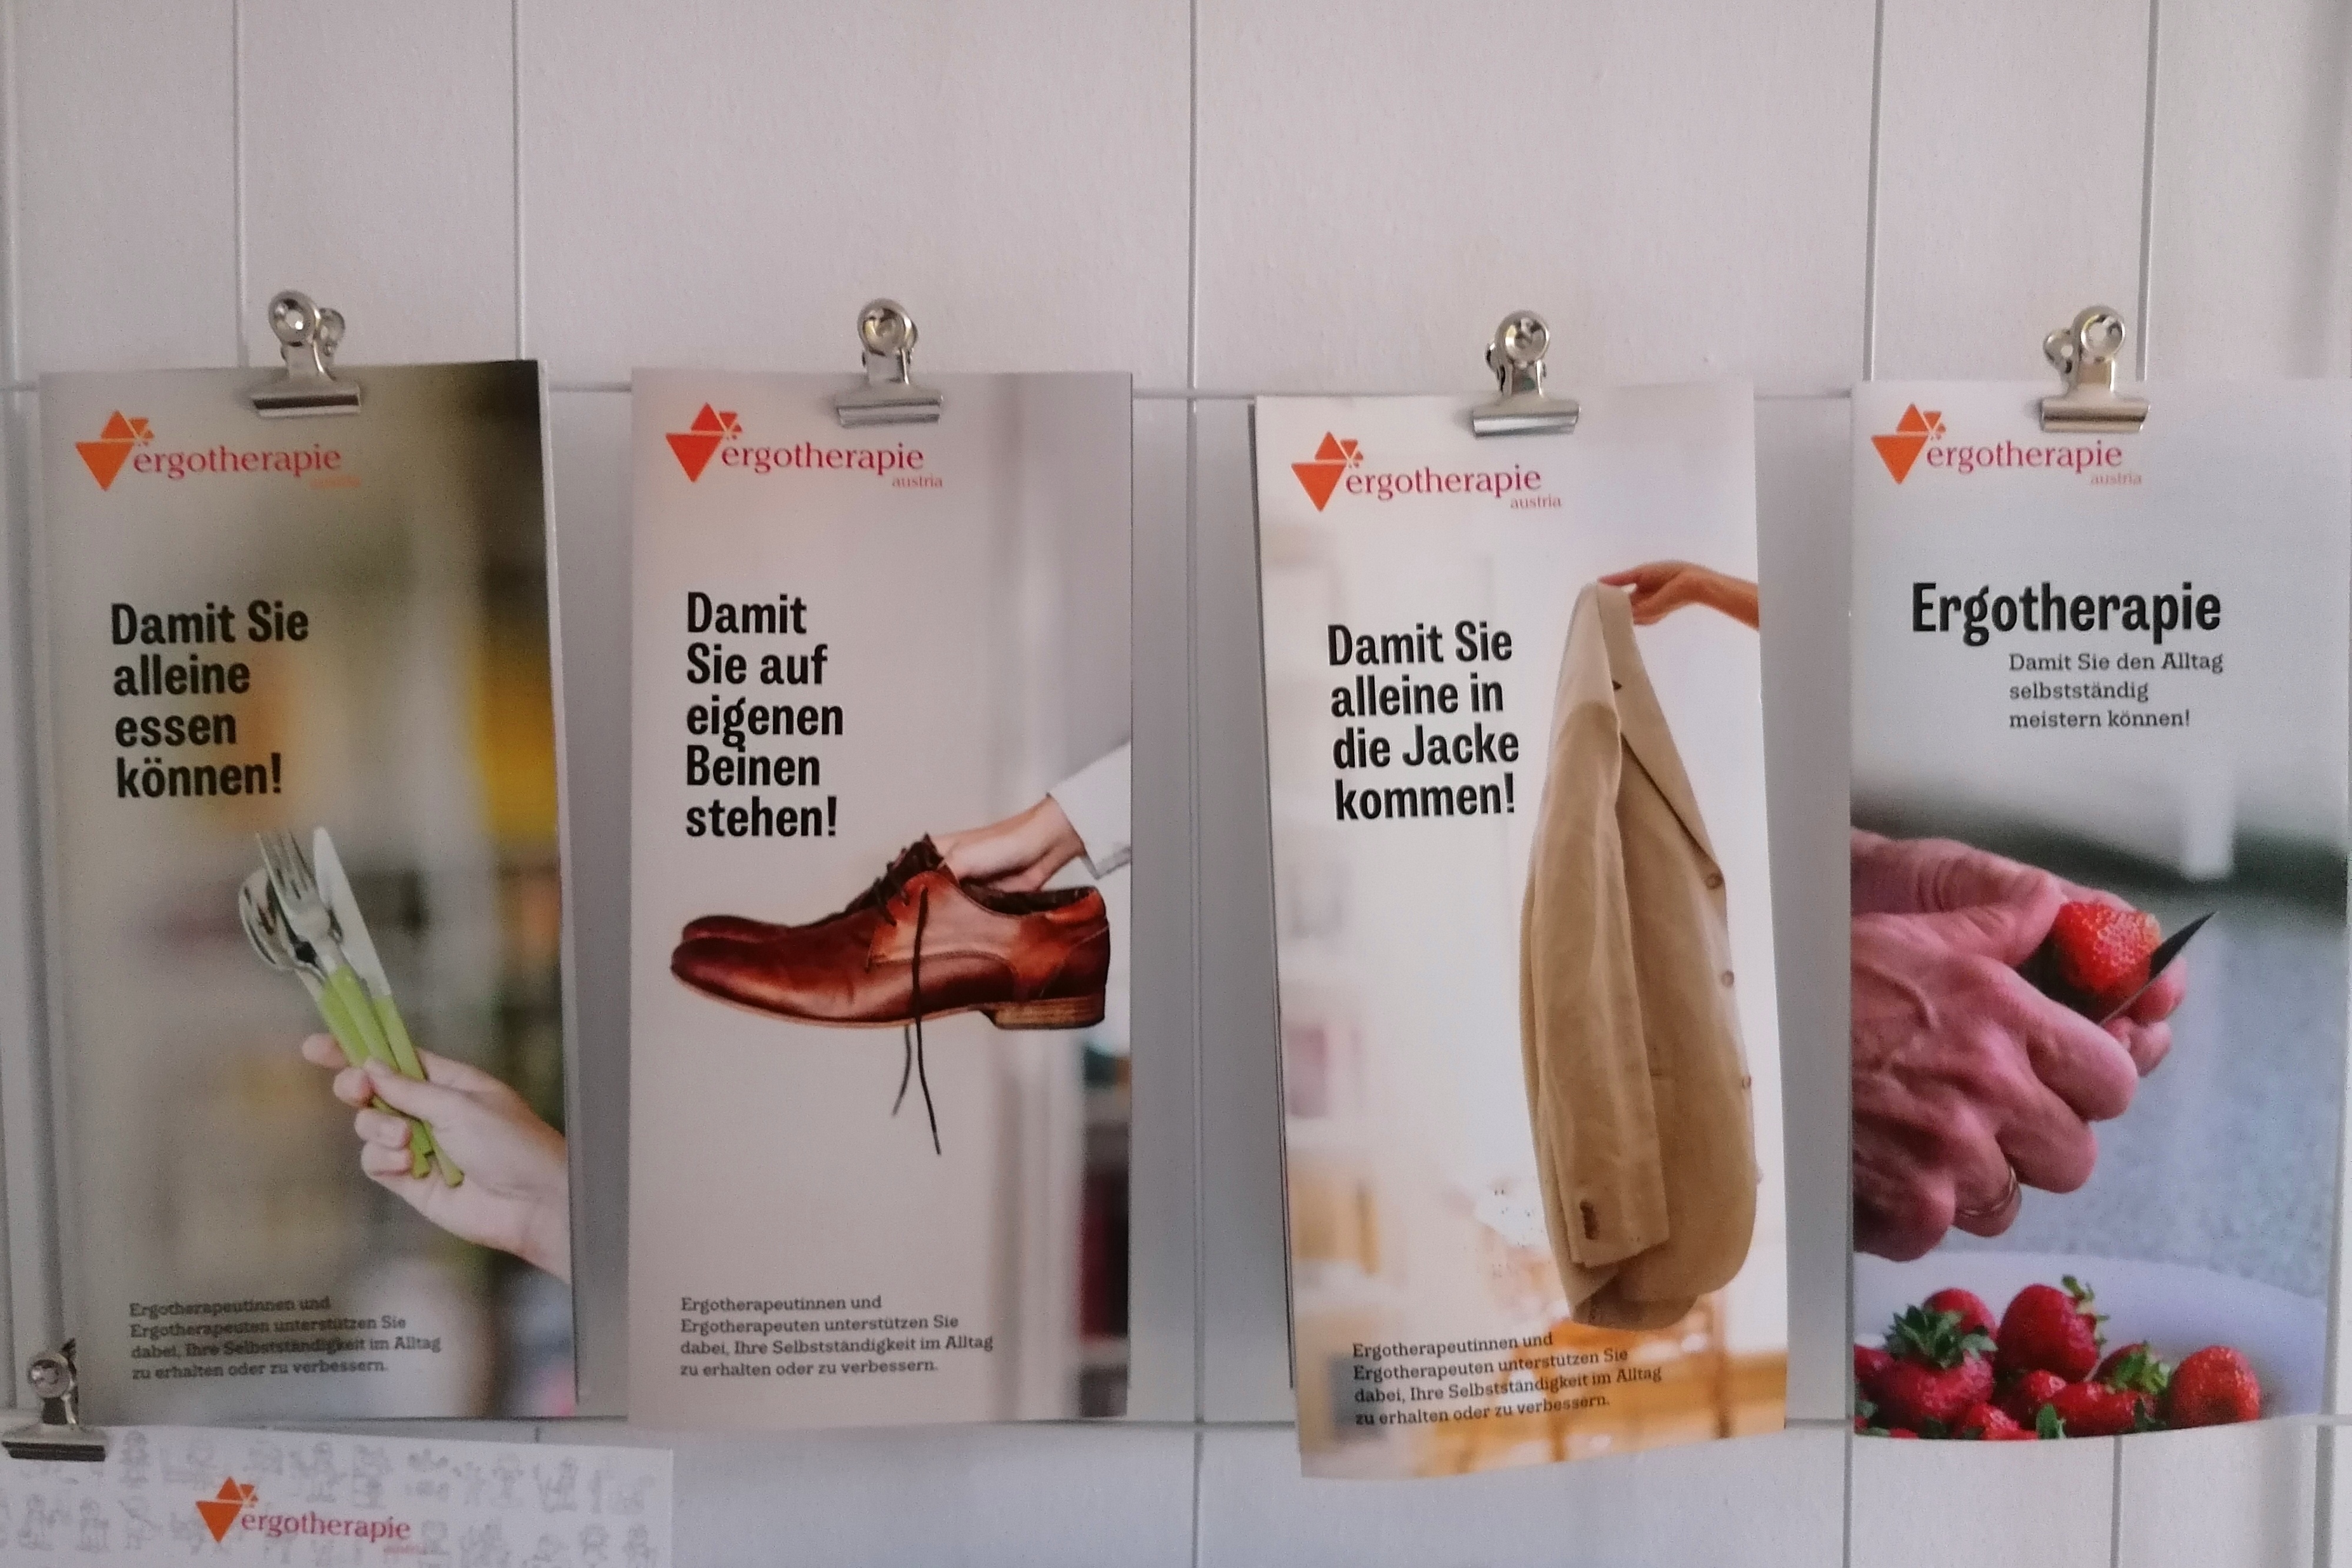 ergotherapie
austria
Damit Sie
alleine
essen
können!
Ergotherapeutinnen und
Ergotherapeuten unterstützen Sie
dabei, Ihre Selbstständigkeit im Alltag
zu erhalten oder zu verbessern.
ergotherapie
austria
Damit
Sie auf
eigenen
Beinen
stehen!
Ergotherapeutinnen und
Ergotherapeuten unterstützen Sie
dabei, Ihre Selbstständigkeit im Alltag
zu erhalten oder zu verbessern.
ergotherapie
austria
Damit Sie
alleine in
die Jacke
kommen!
Ergotherapeutinnen und
Ergotherapeuten unterstützen Sie
dabei, Ihre Selbstständigkeit im Alltag
zu erhalten oder zu verbessern.
ergotherapie
austria
Ergotherapie
Damit Sie den Alltag
selbstständig
meistern können!
ergotherapie
austria